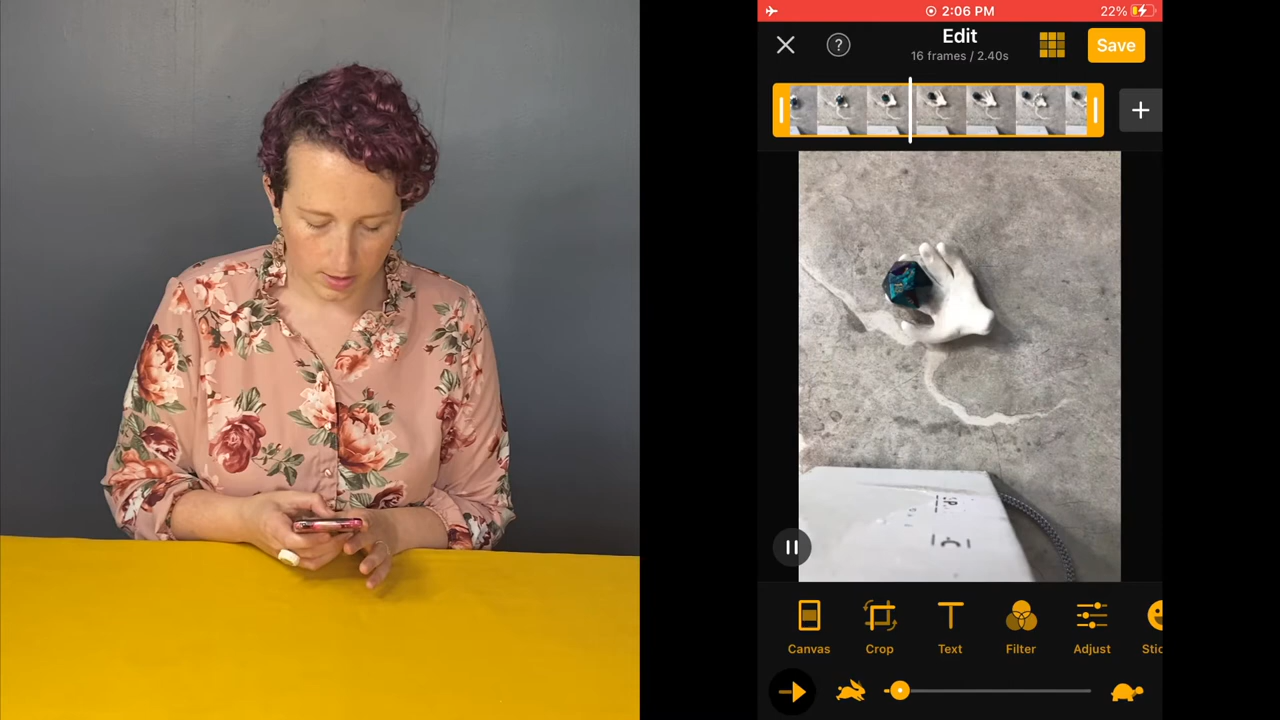 2:06 PM
22%
Edit
16 frames / 2.40s
Save
Canvas
Crop
Text
Filter
Adjust
Stic